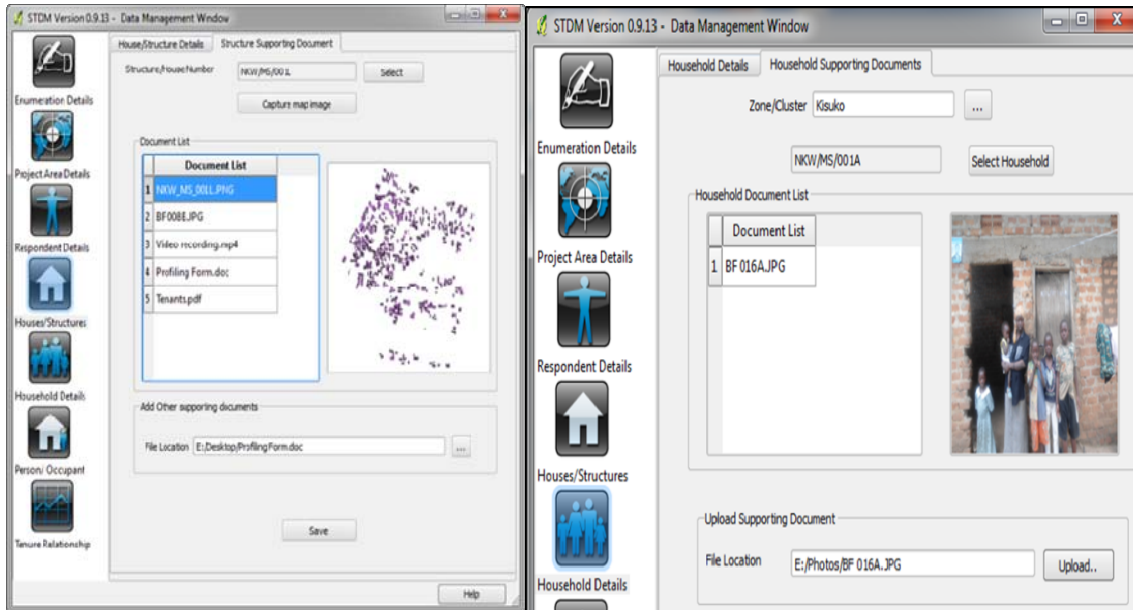 STDM Version 0.9.13 - Data Management Window
House/Structure Details Structure Supporting Document
Structure/House Number NKW/MS/001L Select
Capture map image
Enumeration Details
Project Area Details
Respondent Details
Houses/Structures
Household Details
Person/ Occupant
Tenure Relationship
Document List
Document List
1 NKW_MS_001L.PNG
2 BF008E.JPG
3 Video recording.mp4
4 Profiling Form.doc
5 Tenants.pdf
Add Other supporting documents
File Location E:/Desktop/Profiling Form.doc ...
Save
Help
STDM Version 0.9.13 - Data Management Window
Household Details Household Supporting Documents
Zone/Cluster Kisuko ...
NKW/MS/001A Select Household
Enumeration Details
Project Area Details
Respondent Details
Houses/Structures
Household Details
Household Document List
Document List
1 BF 016A.JPG
Upload Supporting Document
File Location E:/Photos/BF 016A.JPG Upload..